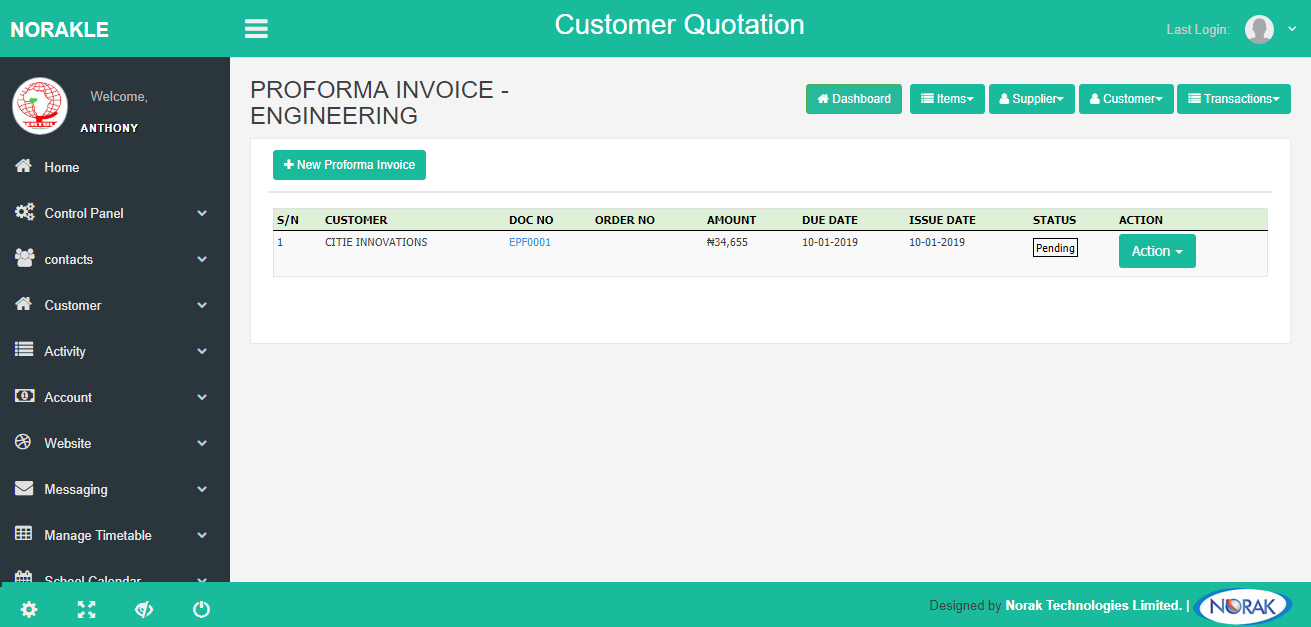 NORAKLE
Customer Quotation
Last Login:
Welcome,
ANTHONY
Home
Control Panel
contacts
Customer
Activity
Account
Website
Messaging
Manage Timetable
School Calendar
PROFORMA INVOICE -
ENGINEERING
Dashboard Items Supplier Customer Transactions
New Proforma Invoice
S/N CUSTOMER DOC NO ORDER NO AMOUNT DUE DATE ISSUE DATE STATUS ACTION
1 CITIE INNOVATIONS EPF0001 ₦34,655 10-01-2019 10-01-2019 Pending Action
Designed by Norak Technologies Limited. |
NORAK